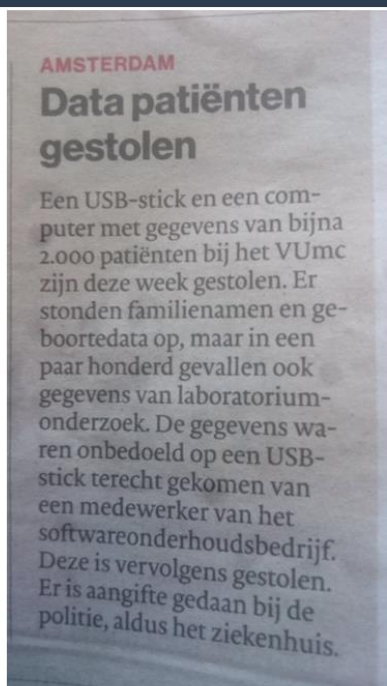 AMSTERDAM
Data patiënten
gestolen
Een USB-stick en een com-
puter met gegevens van bijna
2.000 patiënten bij het VUmc
zijn deze week gestolen. Er
stonden familienamen en ge-
boortedata op, maar in een
paar honderd gevallen ook
gegevens van laboratorium-
onderzoek. De gegevens wa-
ren onbedoeld op een USB-
stick terecht gekomen van
een medewerker van het
softwareonderhoudsbedrijf.
Deze is vervolgens gestolen.
Er is aangifte gedaan bij de
politie, aldus het ziekenhuis.